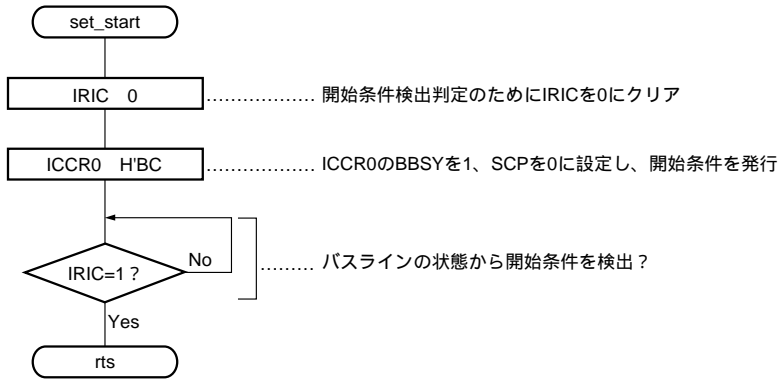 set_start
IRIC 0 .................. 開始条件検出判定のためにIRICを0にクリア
ICCR0 H'BC .................. ICCR0のBBSYを1、SCPを0に設定し、開始条件を発行
IRIC=1? No ......... バスラインの状態から開始条件を検出？
Yes
rts